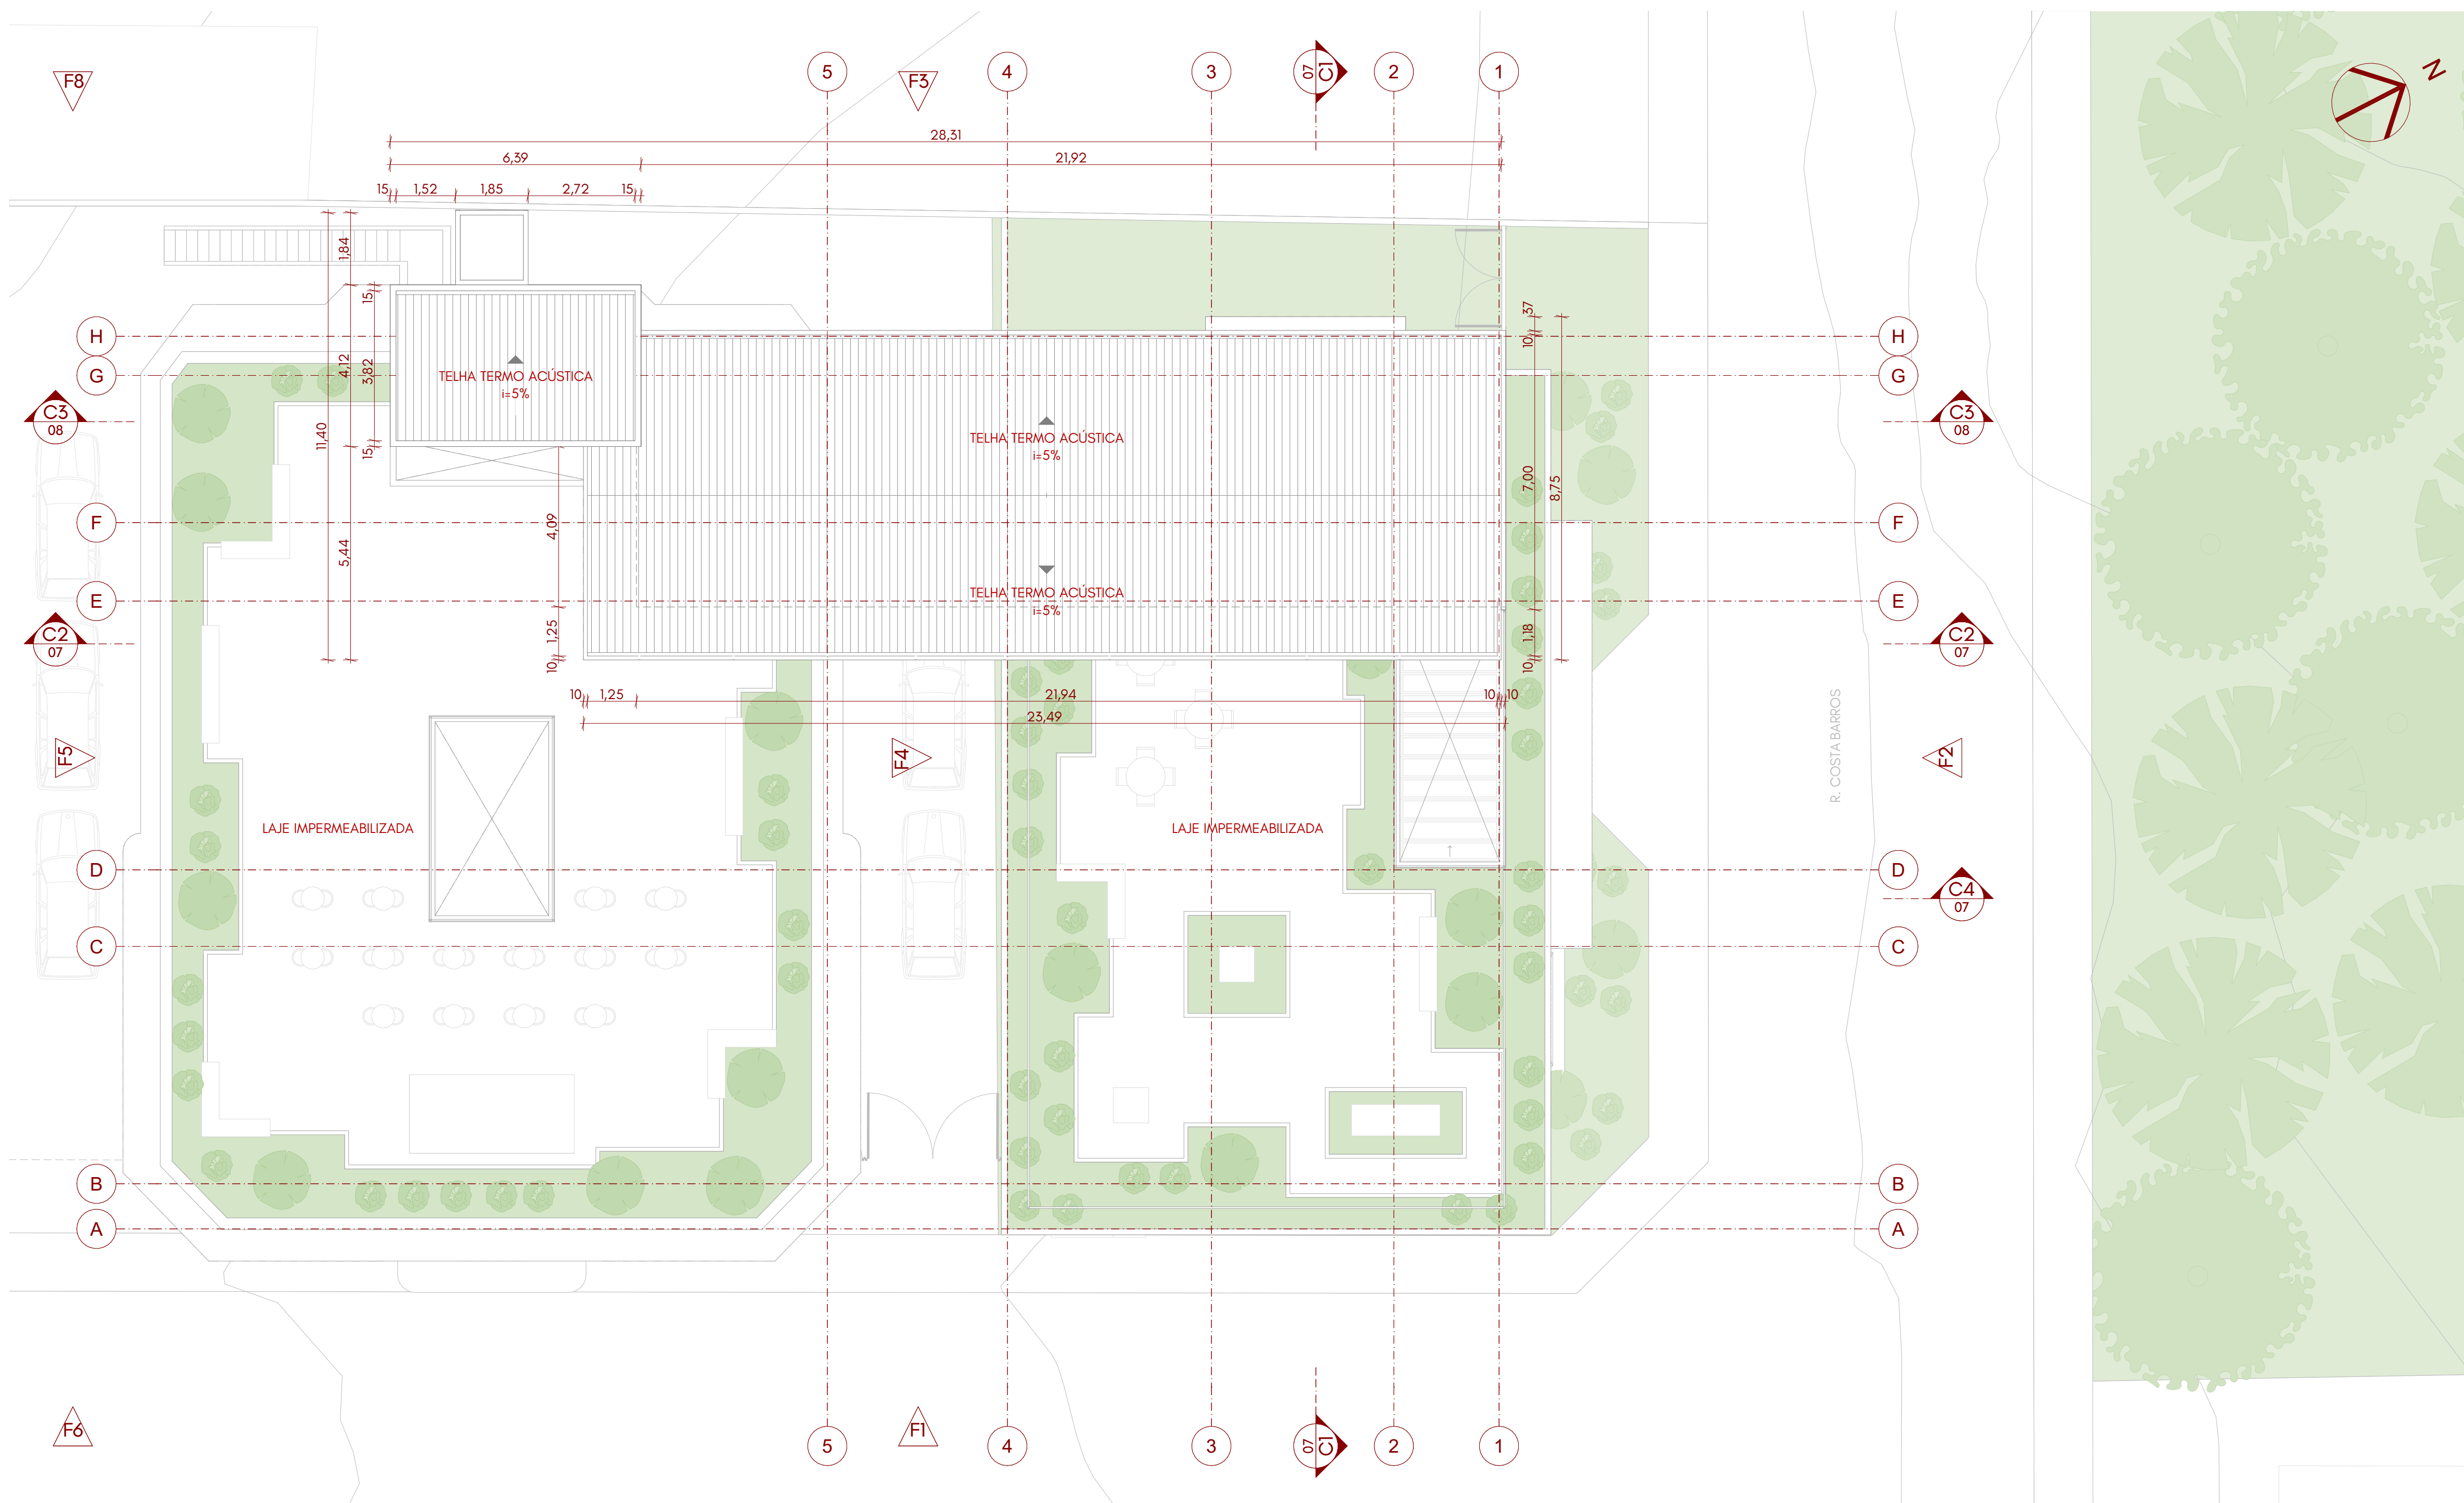 N
F8
5
F3
4
3
07
C1
2
1
28,31
6,39
21,92
15
1,52
1,85
2,72
15
1,84
15
37
10
H
H
4,12
3,82
TELHA TERMO ACÚSTICA
i=5%
G
G
C3
08
C3
08
11,40
15
TELHA TERMO ACÚSTICA
i=5%
7,00
8,75
F
F
4,09
5,44
TELHA TERMO ACÚSTICA
i=5%
E
E
C2
07
C2
07
1,25
10
1,18
10
10
1,25
21,94
10
10
23,49
R. COSTA BARROS
F5
F4
F2
LAJE IMPERMEABILIZADA
LAJE IMPERMEABILIZADA
D
D
C4
07
C
C
B
B
A
A
F6
5
F1
4
3
07
C1
2
1